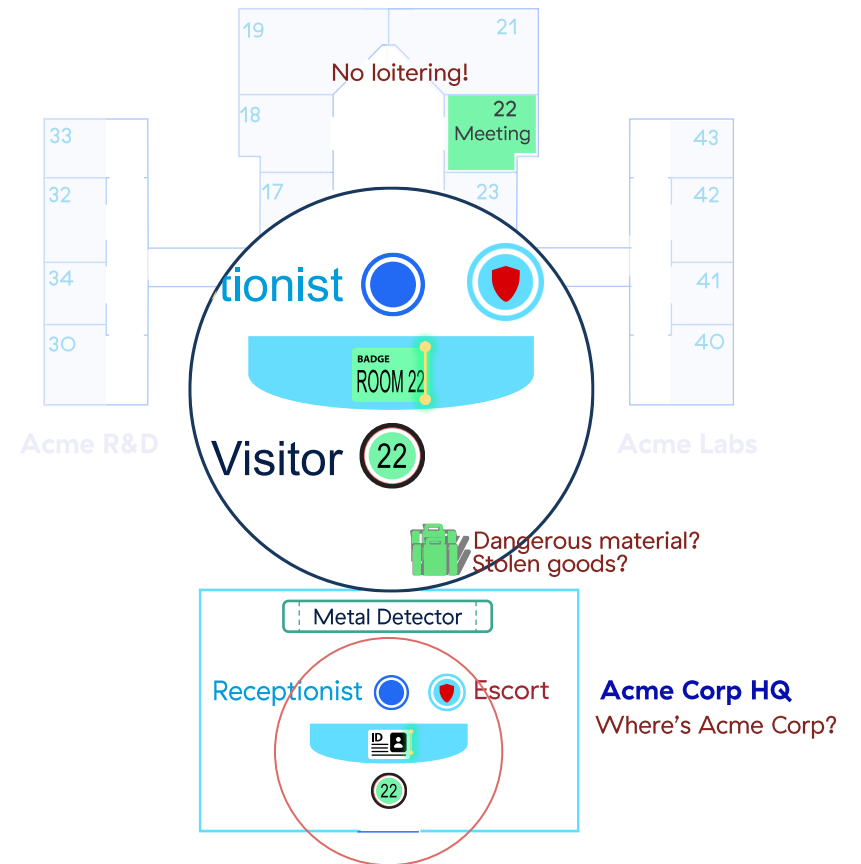 19
21
No loitering!
18
22
Meeting
33
43
32
17
23
42
tionist
34
41
BADGE
ROOM 22
30
40
Acme R&D
Visitor
22
Acme Labs
Dangerous material?
Stolen goods?
Metal Detector
Receptionist
Escort
Acme Corp HQ
Where's Acme Corp?
ID
22